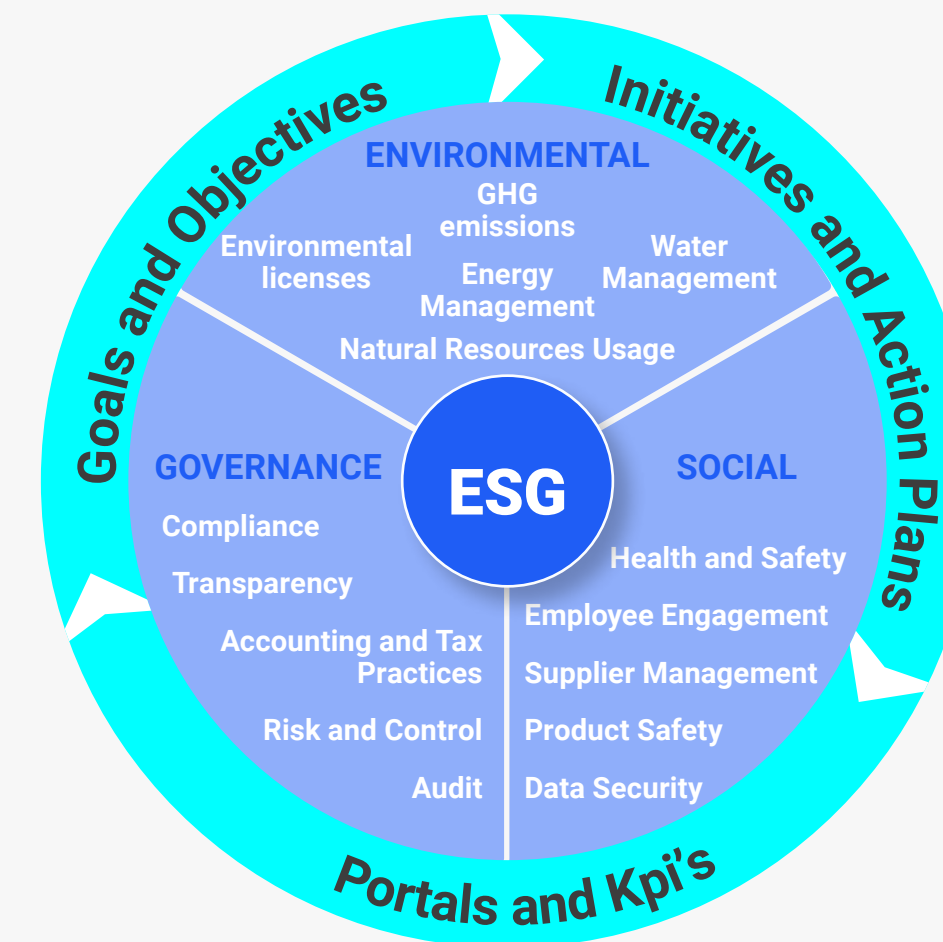 Goals and Objectives
Initiatives and Action Plans
ENVIRONMENTAL
GHG
emissions
Environmental
licenses
Energy
Management
Water
Management
Natural Resources Usage
ESG
GOVERNANCE
Compliance
Transparency
Accounting and Tax
Practices
Risk and Control
Audit
SOCIAL
Health and Safety
Employee Engagement
Supplier Management
Product Safety
Data Security
Portals and Kpi's